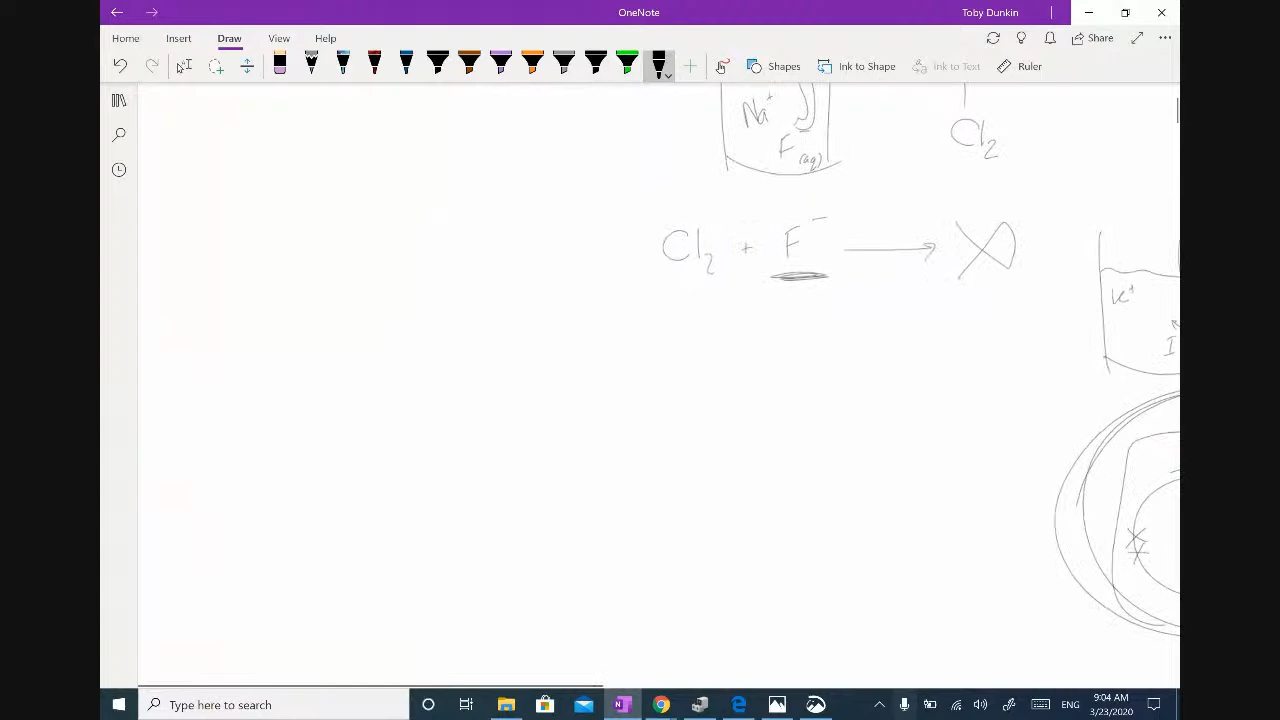 OneNote
Toby Dunkin
Home Insert Draw View Help
Share
Shapes Ink to Shape Ink to Text Ruler
Na+
F (aq)
Cl2
Cl2 + F− → X
K+
I
Type here to search
ENG
9:04 AM
3/23/2020